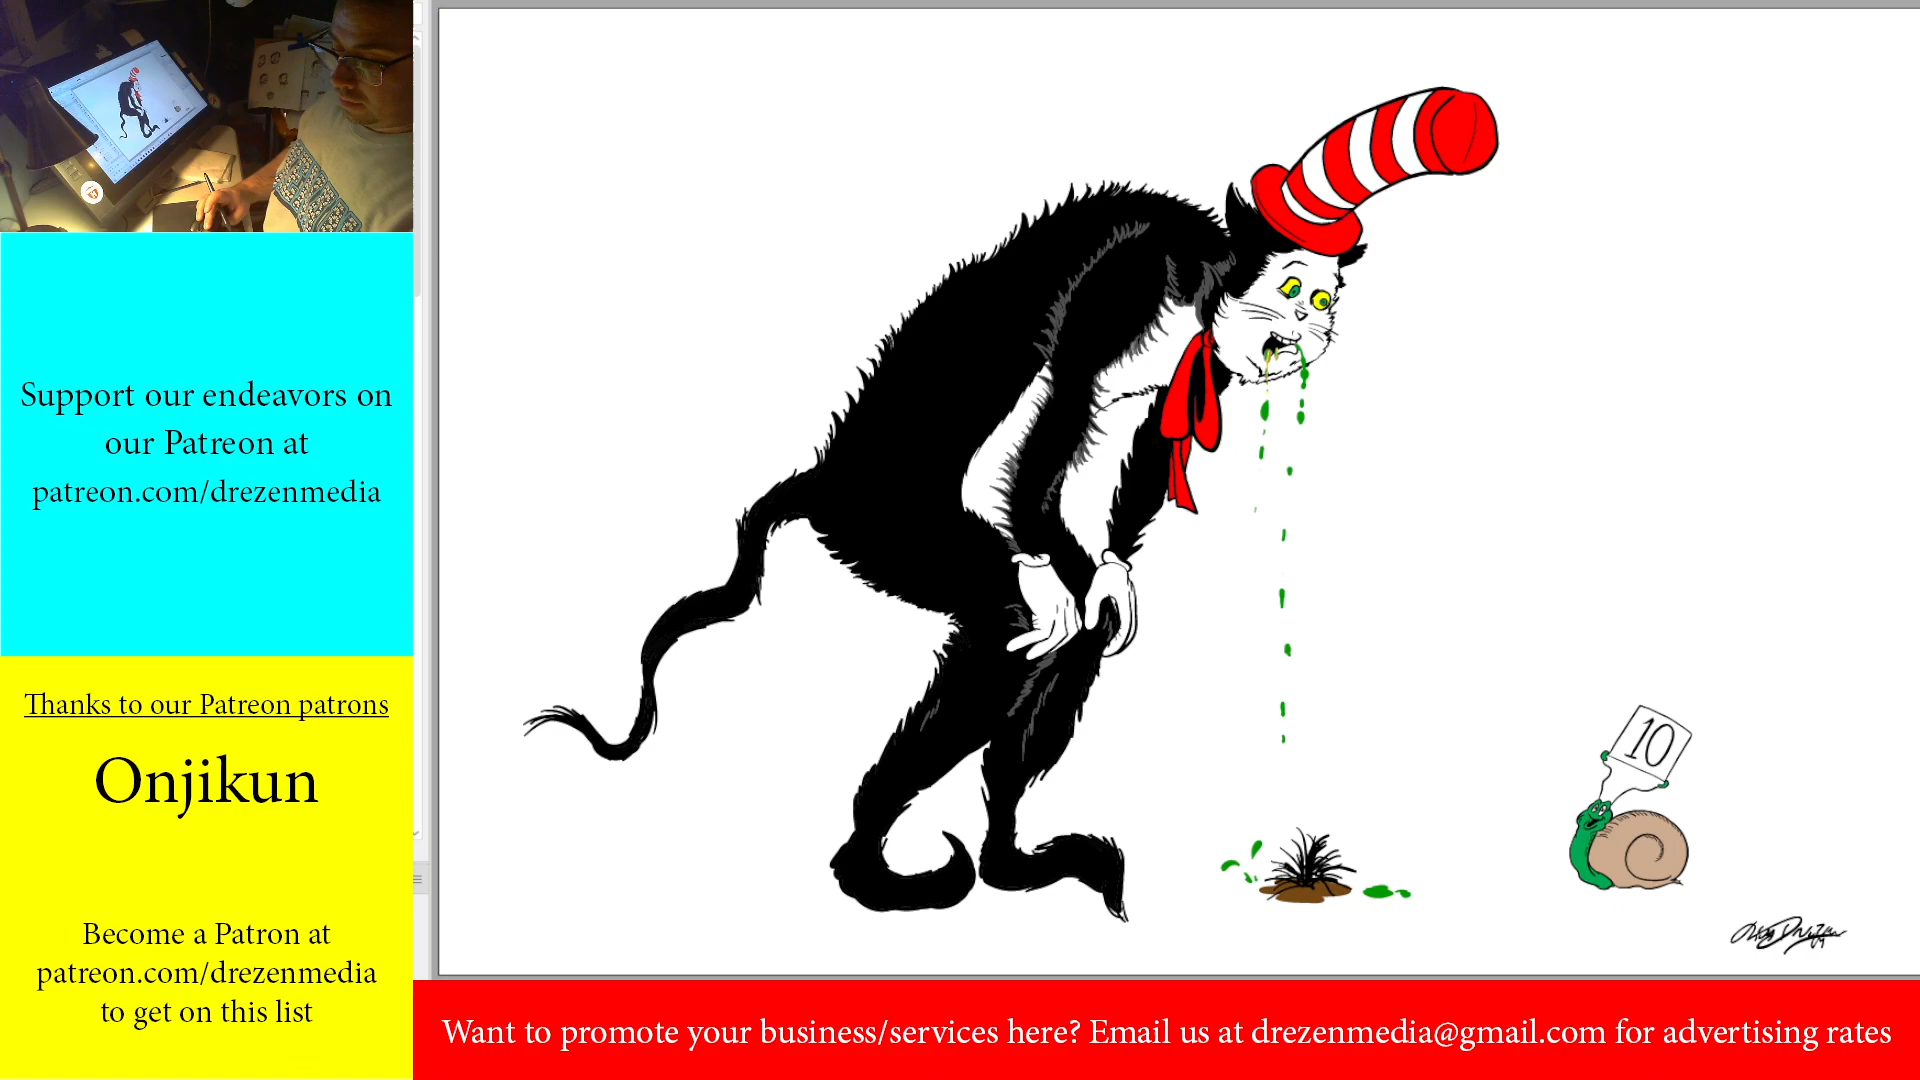 Support our endeavors on
our Patreon at
patreon.com/drezenmedia
Thanks to our Patreon patrons
Onjikun
Become a Patron at
patreon.com/drezenmedia
to get on this list
10
Want to promote your business/services here? Email us at drezenmedia@gmail.com for advertising rates